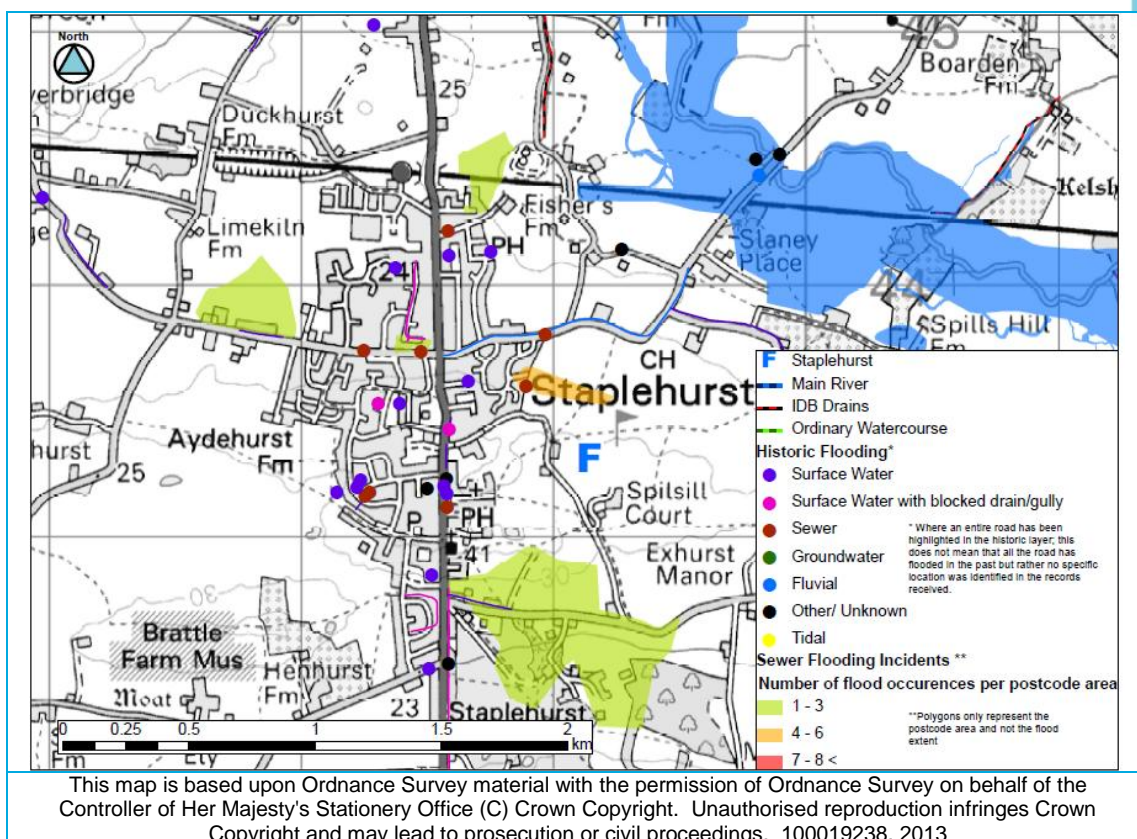 North
verbridge
Duckhurst
Fm
25
Fm
45
Boarden
Fm
Kelsh
Limekiln
Fm
Fisher's
Fm
PH
24
Slaney
Place
44
Spills Hill
Fm
CH
Staplehurst
F
hurst
25
Aydehurst
Fm
Spilsill
Court
P
PH
41
Exhurst
Manor
30
30
Brattle
Farm Mus
Henhurst
Fm
Moat
23
Staplehurst
Fm
0 0.25 0.5 1 1.5 2
km
F Staplehurst
Main River
IDB Drains
Ordinary Watercourse
Historic Flooding*
Surface Water
Surface Water with blocked drain/gully
Sewer
Groundwater
Fluvial
Other/ Unknown
Tidal
* Where an entire road has been
highlighted in the historic layer; this
does not mean that all the road has
flooded in the past but rather no specific
location was identified in the records
received.
Sewer Flooding Incidents **
Number of flood occurences per postcode area
1 - 3
4 - 6
7 - 8 <
**Polygons only represent the
postcode area and not the flood
extent
This map is based upon Ordnance Survey material with the permission of Ordnance Survey on behalf of the
Controller of Her Majesty's Stationery Office (C) Crown Copyright. Unauthorised reproduction infringes Crown
Copyright and may lead to prosecution or civil proceedings. 100019238. 2013